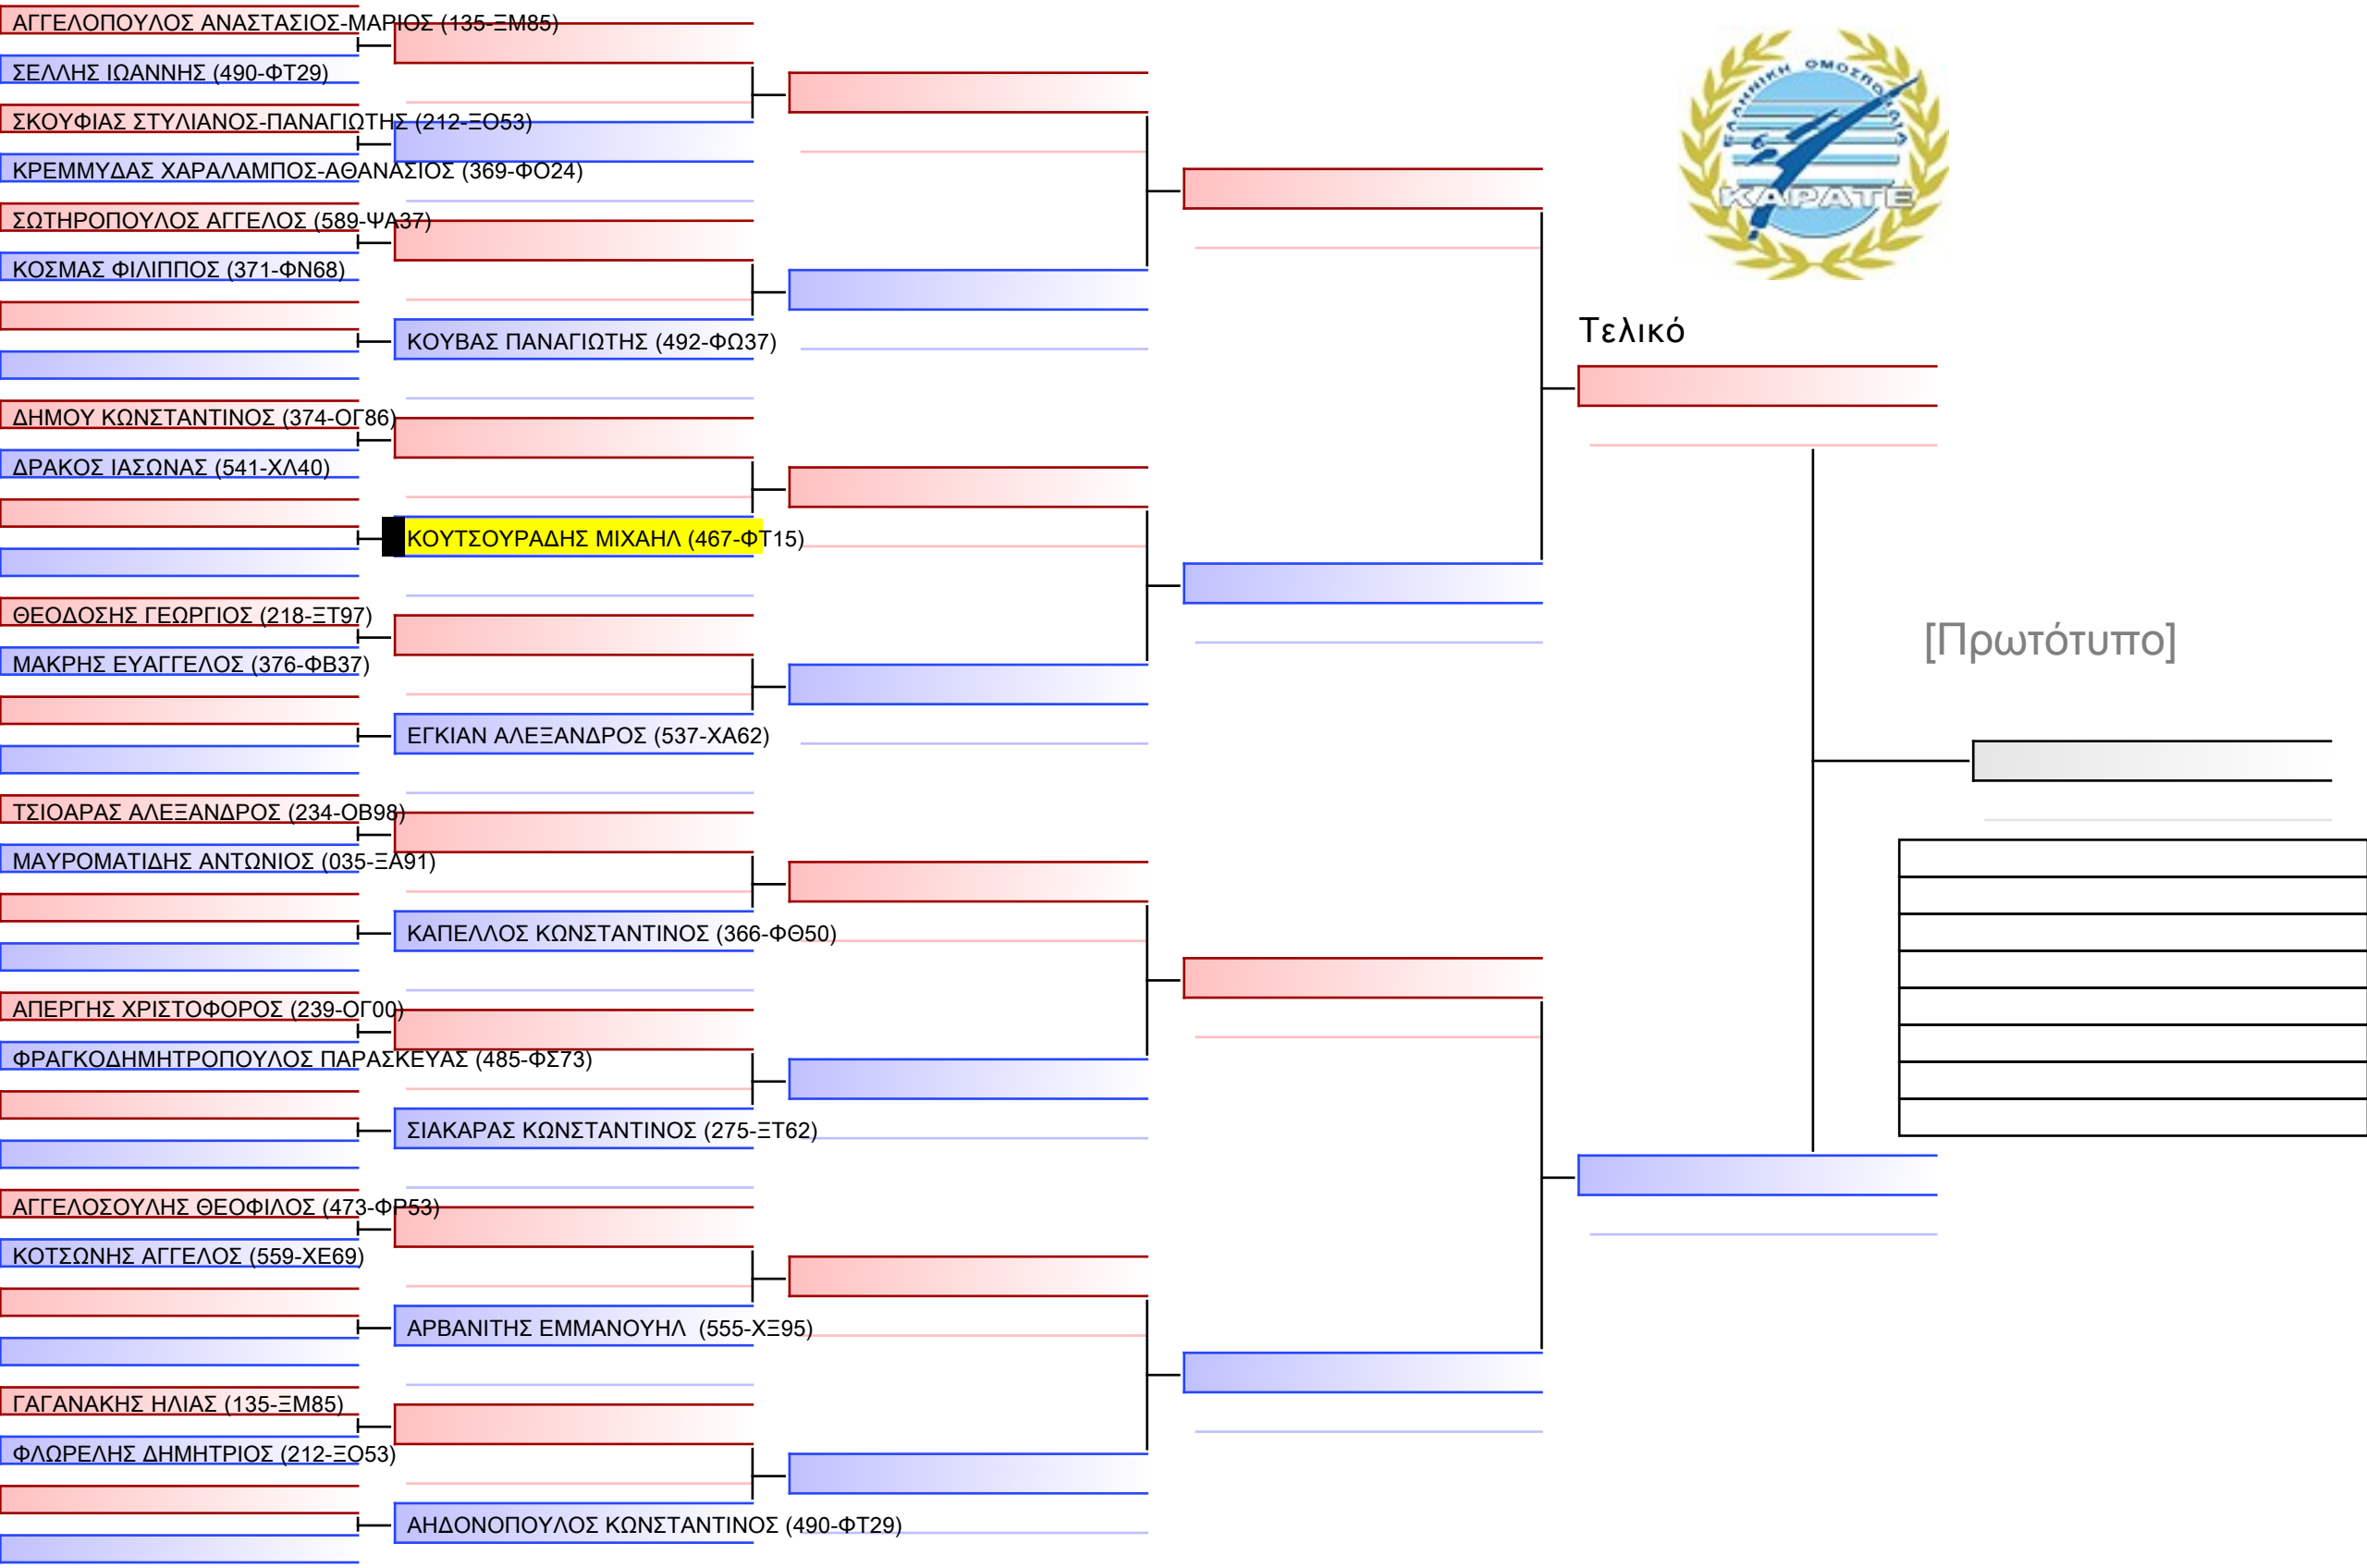 ΑΓΓΕΛΟΠΟΥΛΟΣ ΑΝΑΣΤΑΣΙΟΣ-ΜΑΡΙΟΣ (135-ΞΜ85)
ΣΕΛΛΗΣ ΙΩΑΝΝΗΣ (490-ΦΤ29)
ΣΚΟΥΦΙΑΣ ΣΤΥΛΙΑΝΟΣ-ΠΑΝΑΓΙΩΤΗΣ (212-ΞΟ53)
ΚΡΕΜΜΥΔΑΣ ΧΑΡΑΛΑΜΠΟΣ-ΑΘΑΝΑΣΙΟΣ (369-ΦΟ24)
ΣΩΤΗΡΟΠΟΥΛΟΣ ΑΓΓΕΛΟΣ (589-ΨΑ37)
ΚΟΣΜΑΣ ΦΙΛΙΠΠΟΣ (371-ΦΝ68)
ΚΟΥΒΑΣ ΠΑΝΑΓΙΩΤΗΣ (492-ΦΩ37)
ΔΗΜΟΥ ΚΩΝΣΤΑΝΤΙΝΟΣ (374-ΟΓ86)
ΔΡΑΚΟΣ ΙΑΣΩΝΑΣ (541-ΧΛ40)
ΚΟΥΤΣΟΥΡΑΔΗΣ ΜΙΧΑΗΛ (467-ΦΤ15)
ΘΕΟΔΟΣΗΣ ΓΕΩΡΓΙΟΣ (218-ΞΤ97)
ΜΑΚΡΗΣ ΕΥΑΓΓΕΛΟΣ (376-ΦΒ37)
ΕΓΚΙΑΝ ΑΛΕΞΑΝΔΡΟΣ (537-ΧΑ62)
ΤΣΙΟΑΡΑΣ ΑΛΕΞΑΝΔΡΟΣ (234-ΟΒ98)
ΜΑΥΡΟΜΑΤΙΔΗΣ ΑΝΤΩΝΙΟΣ (035-ΞΑ91)
ΚΑΠΕΛΛΟΣ ΚΩΝΣΤΑΝΤΙΝΟΣ (366-ΦΘ50)
ΑΠΕΡΓΗΣ ΧΡΙΣΤΟΦΟΡΟΣ (239-ΟΓ00)
ΦΡΑΓΚΟΔΗΜΗΤΡΟΠΟΥΛΟΣ ΠΑΡΑΣΚΕΥΑΣ (485-ΦΣ73)
ΣΙΑΚΑΡΑΣ ΚΩΝΣΤΑΝΤΙΝΟΣ (275-ΞΤ62)
ΑΓΓΕΛΟΣΟΥΛΗΣ ΘΕΟΦΙΛΟΣ (473-ΦΡ53)
ΚΟΤΣΩΝΗΣ ΑΓΓΕΛΟΣ (559-ΧΕ69)
ΑΡΒΑΝΙΤΗΣ ΕΜΜΑΝΟΥΗΛ (555-ΧΞ95)
ΓΑΓΑΝΑΚΗΣ ΗΛΙΑΣ (135-ΞΜ85)
ΦΛΩΡΕΛΗΣ ΔΗΜΗΤΡΙΟΣ (212-ΞΟ53)
ΑΗΔΟΝΟΠΟΥΛΟΣ ΚΩΝΣΤΑΝΤΙΝΟΣ (490-ΦΤ29)
ΕΛΛΗΝΙΚΗ ΟΜΟΣΠΟΝΔΙΑ
ΚΑΡΑΤΕ
Τελικό
[Πρωτότυπο]